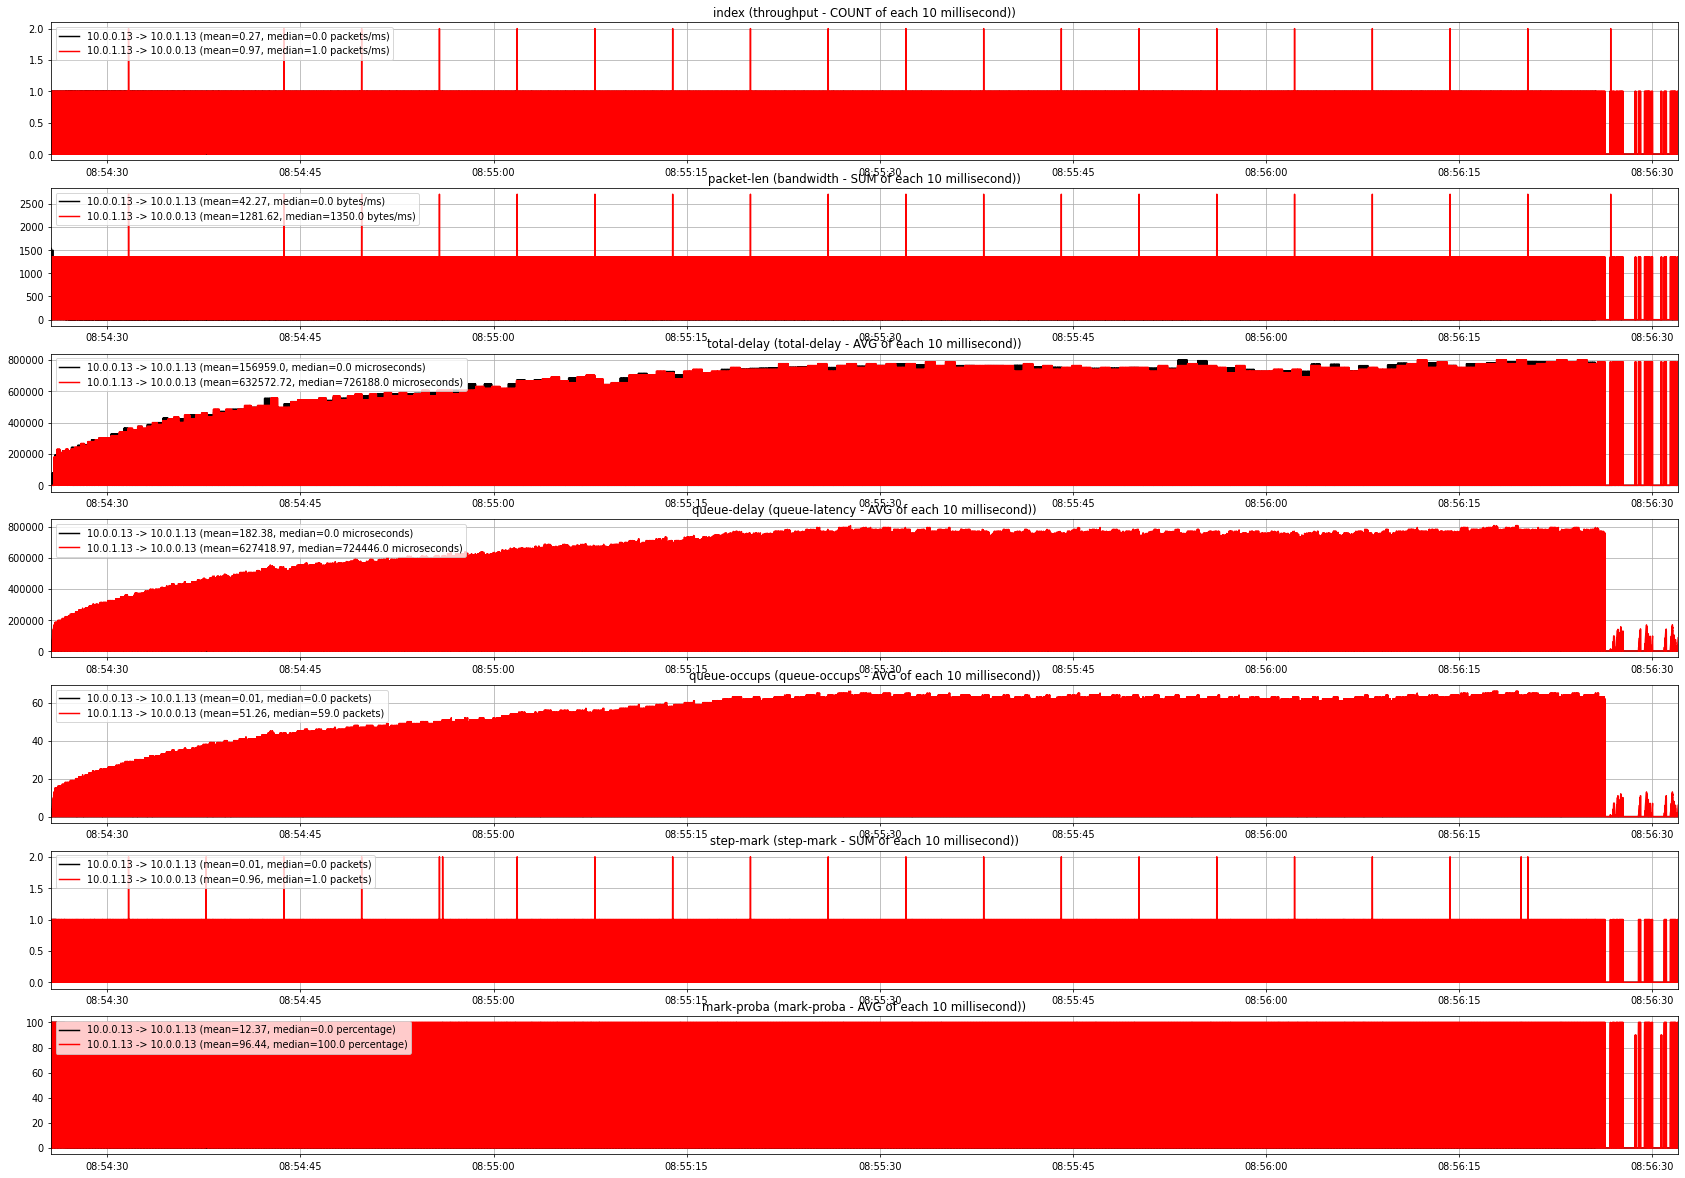 index (throughput - COUNT of each 10 millisecond))
10.0.0.13 -> 10.0.1.13 (mean=0.27, median=0.0 packets/ms)
10.0.1.13 -> 10.0.0.13 (mean=0.97, median=1.0 packets/ms)
2.0
1.5
1.0
0.5
0.0
08:54:30 08:54:45 08:55:00 08:55:15 08:55:30 08:55:45 08:56:00 08:56:15 08:56:30
packet-len (bandwidth - SUM of each 10 millisecond))
10.0.0.13 -> 10.0.1.13 (mean=42.27, median=0.0 bytes/ms)
10.0.1.13 -> 10.0.0.13 (mean=1281.62, median=1350.0 bytes/ms)
2500
2000
1500
1000
500
0
08:54:30 08:54:45 08:55:00 08:55:15 08:55:30 08:55:45 08:56:00 08:56:15 08:56:30
total-delay (total-delay - AVG of each 10 millisecond))
10.0.0.13 -> 10.0.1.13 (mean=156959.0, median=0.0 microseconds)
10.0.1.13 -> 10.0.0.13 (mean=632572.72, median=726188.0 microseconds)
800000
600000
400000
200000
0
08:54:30 08:54:45 08:55:00 08:55:15 08:55:30 08:55:45 08:56:00 08:56:15 08:56:30
queue-delay (queue-latency - AVG of each 10 millisecond))
10.0.0.13 -> 10.0.1.13 (mean=182.38, median=0.0 microseconds)
10.0.1.13 -> 10.0.0.13 (mean=627418.97, median=724446.0 microseconds)
800000
600000
400000
200000
0
08:54:30 08:54:45 08:55:00 08:55:15 08:55:30 08:55:45 08:56:00 08:56:15 08:56:30
queue-occups (queue-occups - AVG of each 10 millisecond))
10.0.0.13 -> 10.0.1.13 (mean=0.01, median=0.0 packets)
10.0.1.13 -> 10.0.0.13 (mean=51.26, median=59.0 packets)
60
40
20
0
08:54:30 08:54:45 08:55:00 08:55:15 08:55:30 08:55:45 08:56:00 08:56:15 08:56:30
step-mark (step-mark - SUM of each 10 millisecond))
10.0.0.13 -> 10.0.1.13 (mean=0.01, median=0.0 packets)
10.0.1.13 -> 10.0.0.13 (mean=0.96, median=1.0 packets)
2.0
1.5
1.0
0.5
0.0
08:54:30 08:54:45 08:55:00 08:55:15 08:55:30 08:55:45 08:56:00 08:56:15 08:56:30
mark-proba (mark-proba - AVG of each 10 millisecond))
10.0.0.13 -> 10.0.1.13 (mean=12.37, median=0.0 percentage)
10.0.1.13 -> 10.0.0.13 (mean=96.44, median=100.0 percentage)
100
80
60
40
20
0
08:54:30 08:54:45 08:55:00 08:55:15 08:55:30 08:55:45 08:56:00 08:56:15 08:56:30